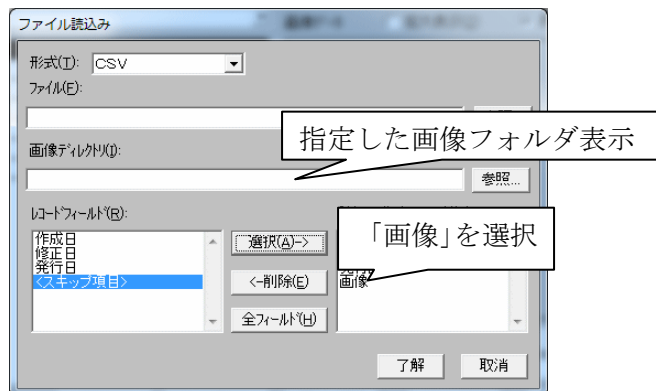 ファイル読込み
形式(T): CSV
ファイル(F):
指定した画像フォルダ表示
画像ディレクトリ(I):
参照...
レコードフィールド(R):
「画像」を選択
作成日
修正日
発行日
<スキップ項目>
選択(A)->
<-削除(E)
全フィールド(H)
画像
了解
取消